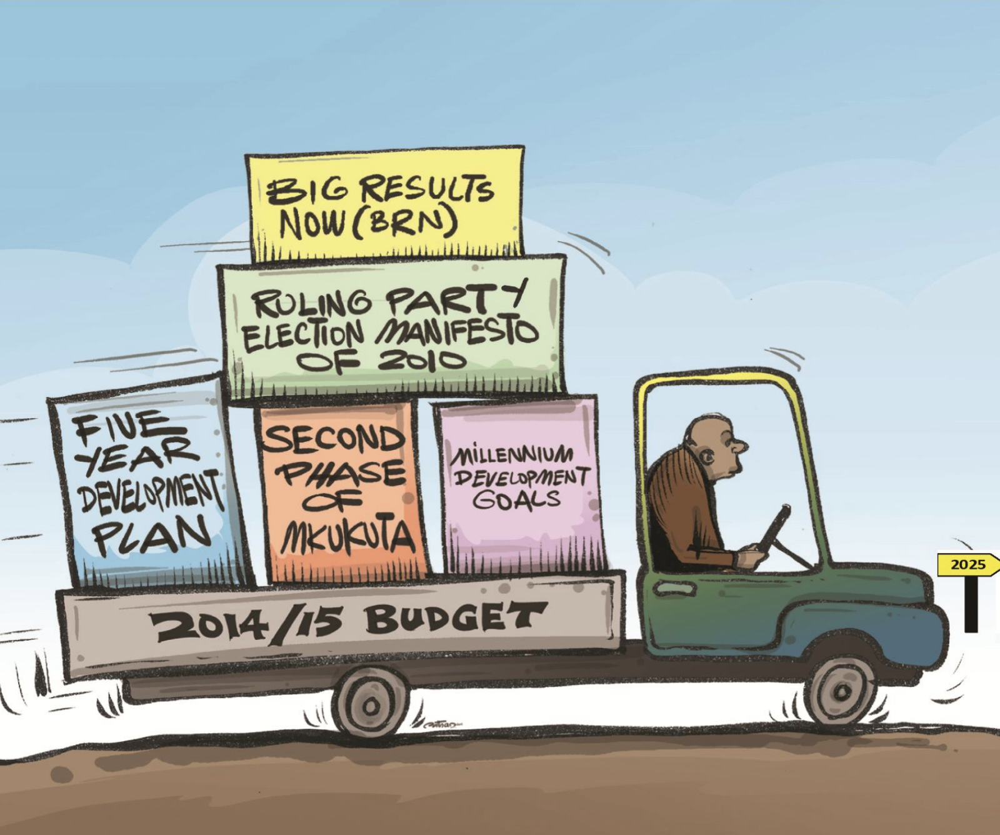 BIG RESULTS
NOW (BRN)
RULING PARTY
ELECTION MANIFESTO
OF 2010
FIVE
YEAR
DEVELOPMENT
PLAN
SECOND
PHASE
OF
MKUKUTA
MILLENNIUM
DEVELOPMENT
GOALS
2014/15 BUDGET
2025